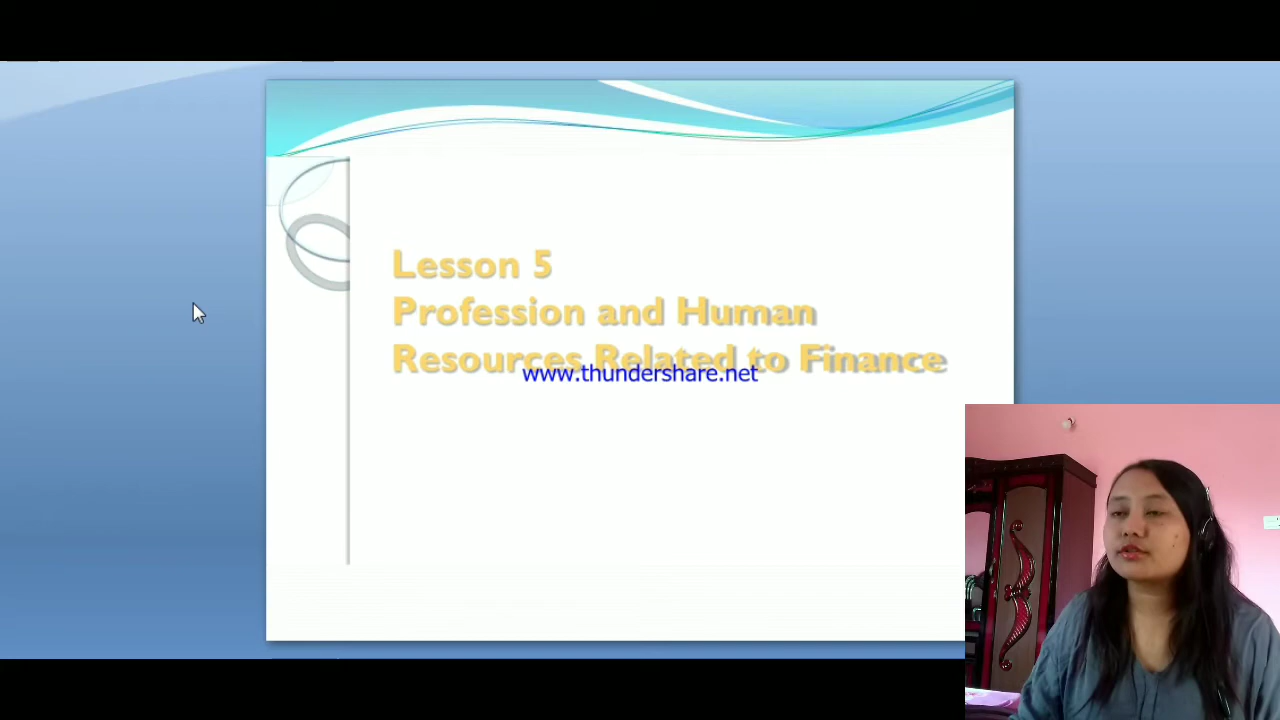 Lesson 5
Profession and Human
Resources Related to Finance
www.thundershare.net